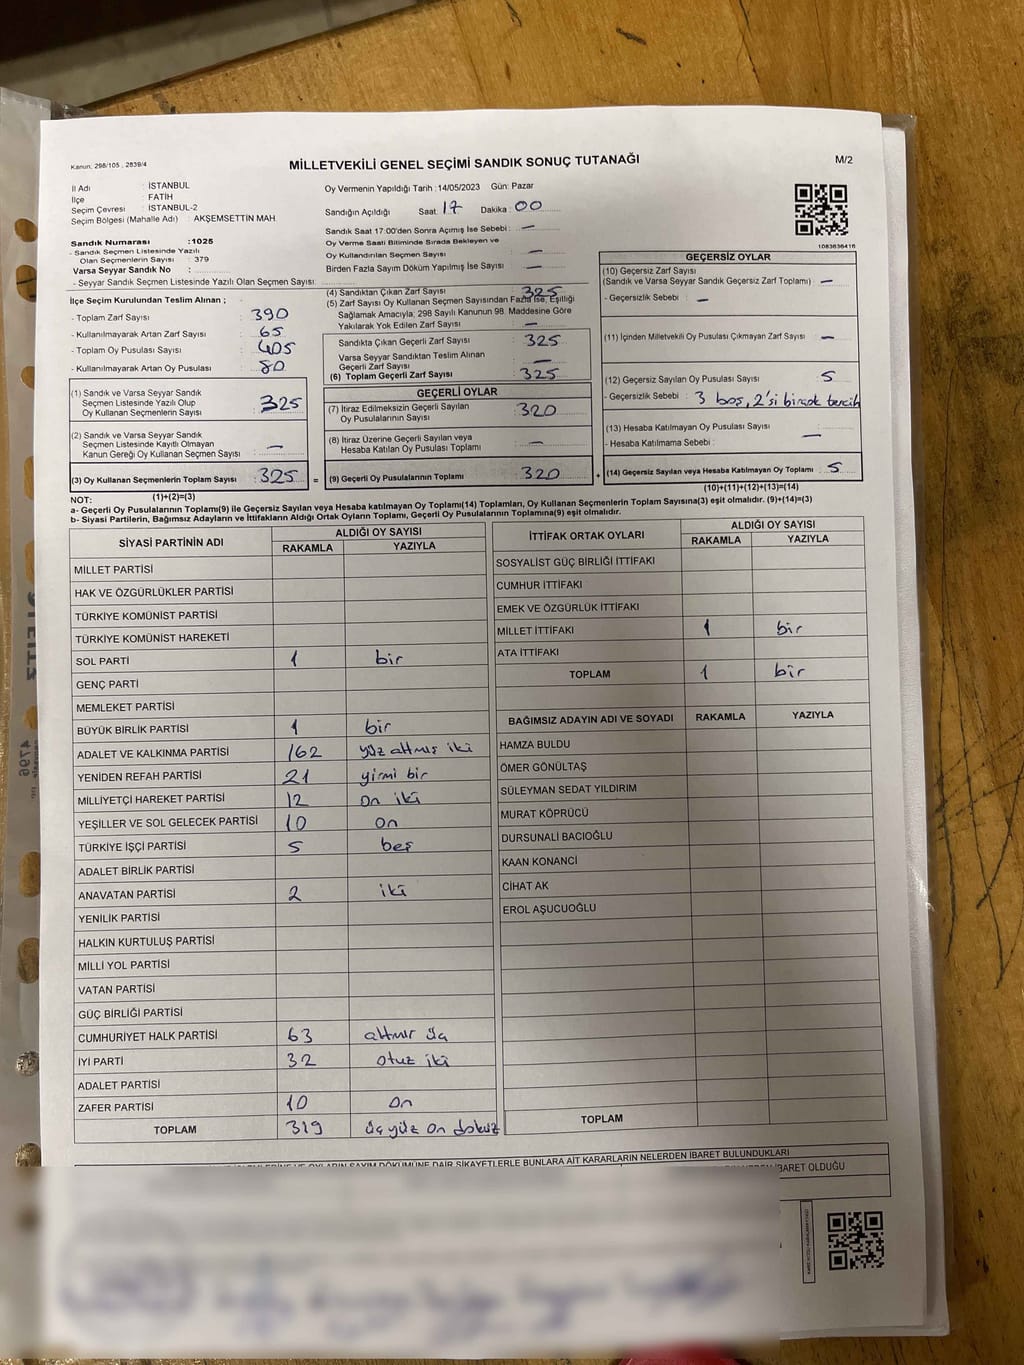 Kanun: 298/105 , 2839/4
MİLLETVEKİLİ GENEL SEÇİMİ SANDIK SONUÇ TUTANAĞI
M/2
İl Adı : İSTANBUL
İlçe : FATİH
Seçim Çevresi : İSTANBUL-2
Seçim Bölgesi (Mahalle Adı) : AKŞEMSETTİN MAH.
Oy Vermenin Yapıldığı Tarih :14/05/2023 Gün: Pazar
Sandığın Açıldığı Saat: 17 Dakika: 00
1083636416
Sandık Numarası :1025
- Sandık Seçmen Listesinde Yazılı
Olan Seçmenlerin Sayısı : 379
Varsa Seyyar Sandık No :
- Seyyar Sandık Seçmen Listesinde Yazılı Olan Seçmen Sayısı:
Sandık Saat 17:00'den Sonra Açımış İse Sebebi: —
Oy Verme Saati Bitiminde Sırada Bekleyen ve
Oy Kullandırılan Seçmen Sayısı : —
Birden Fazla Sayım Döküm Yapılmış İse Sayısı : —
İlçe Seçim Kurulundan Teslim Alınan ;
- Toplam Zarf Sayısı : 390
- Kullanılmayarak Artan Zarf Sayısı : 65
- Toplam Oy Pusulası Sayısı : 405
- Kullanılmayarak Artan Oy Pusulası : 80
(4) Sandıktan Çıkan Zarf Sayısı : 325
(5) Zarf Sayısı Oy Kullanan Seçmen Sayısından Fazla İse, Eşitliği
Sağlamak Amacıyla, 298 Sayılı Kanunun 98. Maddesine Göre
Yakılarak Yok Edilen Zarf Sayısı : —
Sandıkta Çıkan Geçerli Zarf Sayısı : 325
Varsa Seyyar Sandıktan Teslim Alınan
Geçerli Zarf Sayısı : —
(6) Toplam Geçerli Zarf Sayısı : 325
(1) Sandık ve Varsa Seyyar Sandık
Seçmen Listesinde Yazılı Olup
Oy Kullanan Seçmenlerin Sayısı : 325
(2) Sandık ve Varsa Seyyar Sandık
Seçmen Listesinde Kayıtlı Olmayan
Kanun Gereği Oy Kullanan Seçmen Sayısı : —
(3) Oy Kullanan Seçmenlerin Toplam Sayısı : 325 =
(1)+(2)=(3)
GEÇERLİ OYLAR
(7) İtiraz Edilmeksizin Geçerli Sayılan
Oy Pusulalarının Sayısı : 320
(8) İtiraz Üzerine Geçerli Sayılan veya
Hesaba Katılan Oy Pusulası Toplamı : —
(9) Geçerli Oy Pusulalarının Toplamı : 320 +
GEÇERSİZ OYLAR
(10) Geçersiz Zarf Sayısı
(Sandık ve Varsa Seyyar Sandık Geçersiz Zarf Toplamı) : —
- Geçersizlik Sebebi : —
(11) İçinden Milletvekili Oy Pusulası Çıkmayan Zarf Sayısı : —
(12) Geçersiz Sayılan Oy Pusulası Sayısı : 5
- Geçersizlik Sebebi : 3 boş, 2'si birçok tercih
(13) Hesaba Katılmayan Oy Pusulası Sayısı : —
- Hesaba Katılmama Sebebi :
(14) Geçersiz Sayılan veya Hesaba Katılmayan Oy Toplamı : 5
(10)+(11)+(12)+(13)=(14)
NOT:
a- Geçerli Oy Pusulalarının Toplamı(9) ile Geçersiz Sayılan veya Hesaba katılmayan Oy Toplamı(14) Toplamları, Oy Kullanan Seçmenlerin Toplam Sayısına(3) eşit olmalıdır. (9)+(14)=(3)
b- Siyasi Partilerin, Bağımsız Adayların ve İttifakların Aldığı Ortak Oyların Toplamı, Geçerli Oy Pusulalarının Toplamına(9) eşit olmalıdır.
SİYASİ PARTİNİN ADI ALDIĞI OY SAYISI
RAKAMLA YAZIYLA
MİLLET PARTİSİ
HAK VE ÖZGÜRLÜKLER PARTİSİ
TÜRKİYE KOMÜNİST PARTİSİ
TÜRKİYE KOMÜNİST HAREKETİ
SOL PARTİ 1 bir
GENÇ PARTİ
MEMLEKET PARTİSİ
BÜYÜK BİRLİK PARTİSİ 1 bir
ADALET VE KALKINMA PARTİSİ 162 yüz altmış iki
YENİDEN REFAH PARTİSİ 21 yirmi bir
MİLLİYETÇİ HAREKET PARTİSİ 12 on iki
YEŞİLLER VE SOL GELECEK PARTİSİ 10 on
TÜRKİYE İŞÇİ PARTİSİ 5 beş
ADALET BİRLİK PARTİSİ
ANAVATAN PARTİSİ 2 iki
YENİLİK PARTİSİ
HALKIN KURTULUŞ PARTİSİ
MİLLİ YOL PARTİSİ
VATAN PARTİSİ
GÜÇ BİRLİĞİ PARTİSİ
CUMHURİYET HALK PARTİSİ 63 altmış üç
İYİ PARTİ 32 otuz iki
ADALET PARTİSİ
ZAFER PARTİSİ 10 on
TOPLAM 319 üçyüz on dokuz
İTTİFAK ORTAK OYLARI ALDIĞI OY SAYISI
RAKAMLA YAZIYLA
SOSYALİST GÜÇ BİRLİĞİ İTTİFAKI
CUMHUR İTTİFAKI
EMEK VE ÖZGÜRLÜK İTTİFAKI
MİLLET İTTİFAKI 1 bir
ATA İTTİFAKI
TOPLAM 1 bir
BAĞIMSIZ ADAYIN ADI VE SOYADI RAKAMLA YAZIYLA
HAMZA BULDU
ÖMER GÖNÜLTAŞ
SÜLEYMAN SEDAT YILDIRIM
MURAT KÖPRÜCÜ
DURSUNALİ BACIOĞLU
KAAN KONANCİ
CİHAT AK
EROL AŞUCUOĞLU
TOPLAM
OYLARIN SAYIM DÖKÜMÜNE DAİR ŞİKAYETLERLE BUNLARA AİT KARARLARIN NELERDEN İBARET BULUNDUKLARI
İBARET OLDUĞU